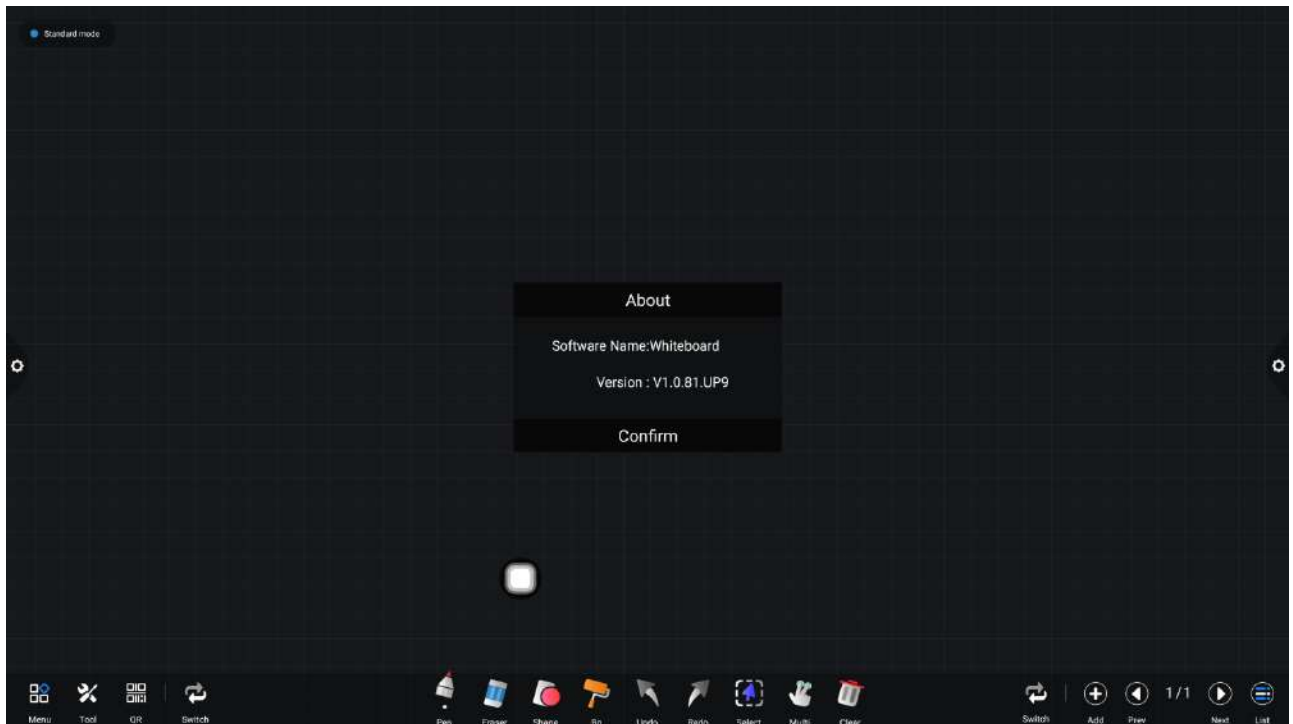 Standard mode
About
Software Name:Whiteboard
Version : V1.0.81.UP9
Confirm
Menu Tool QR Switch Pen Eraser Shape Bg Undo Redo Select Multi Clear Switch Add Prev 1/1 Next List